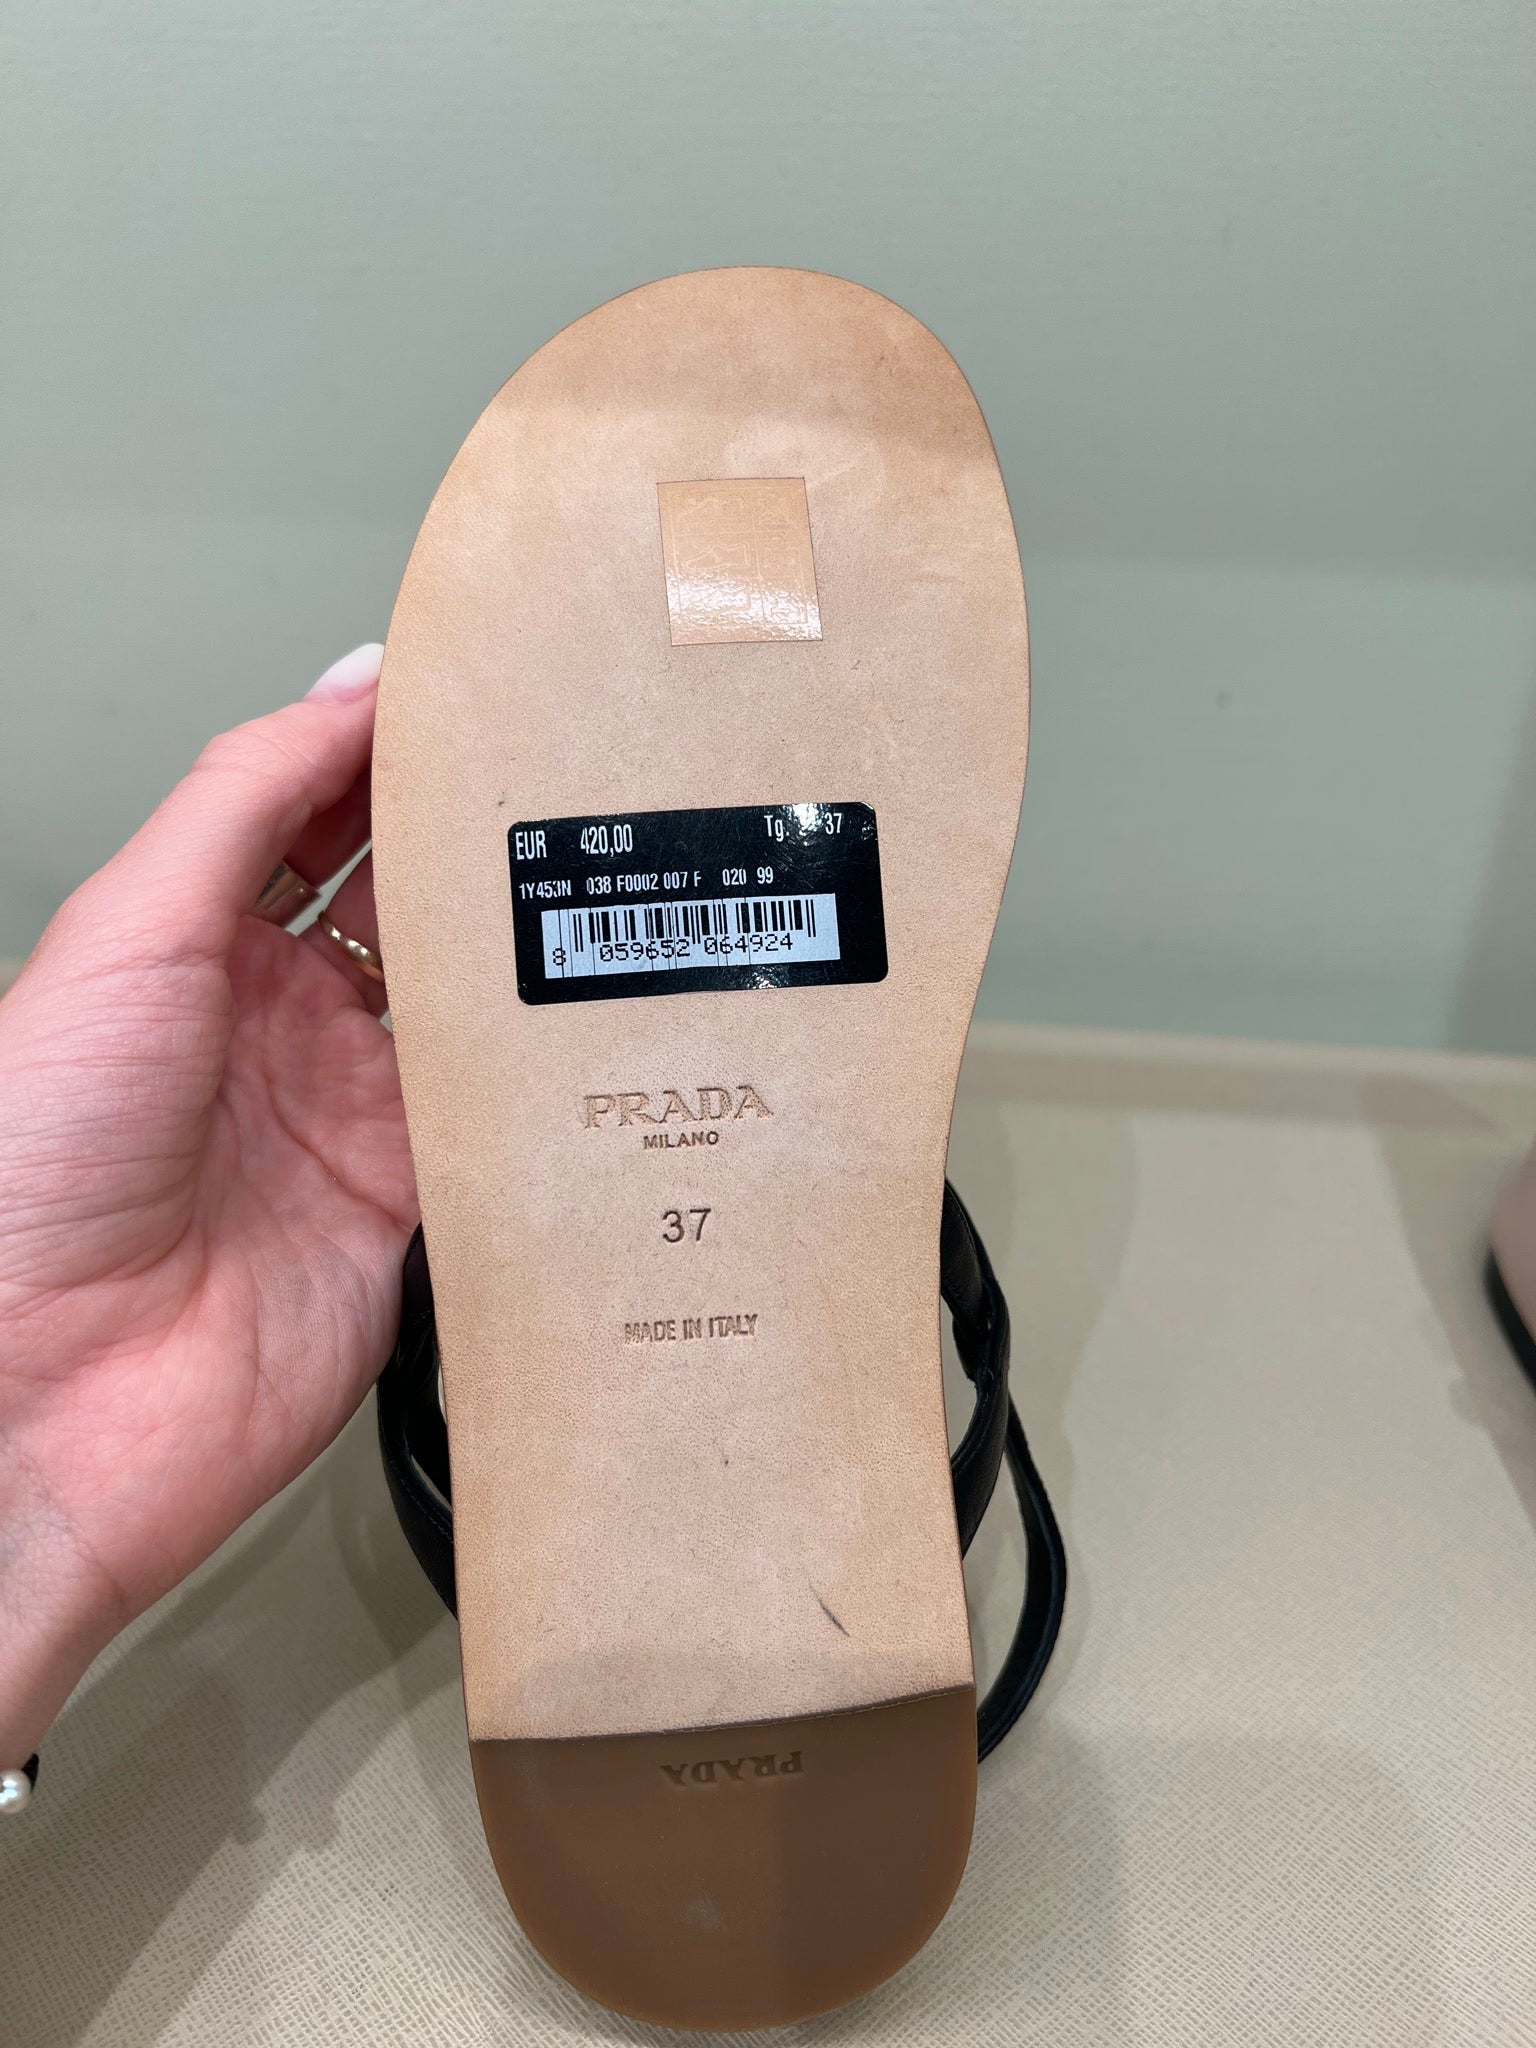 EUR 420,00 Tg. 37
1Y453N 038 F0002 007 F 020 99
8 059652 064924
PRADA
MILANO
37
MADE IN ITALY
PRADA